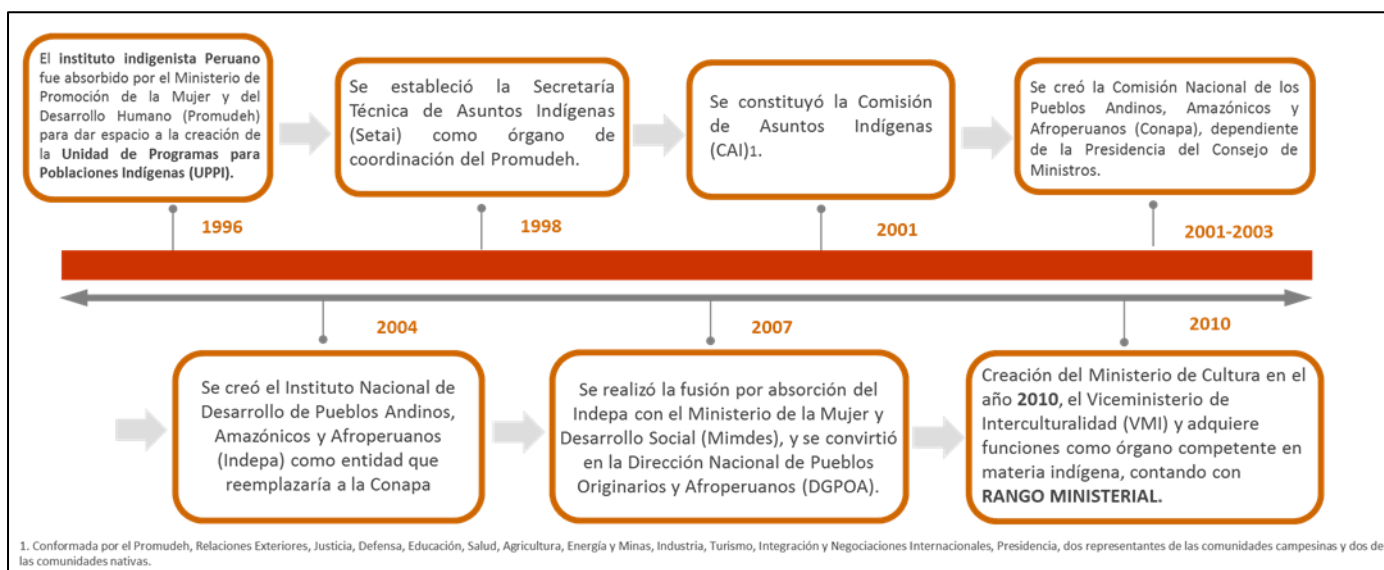 El instituto indigenista Peruano
fue absorbido por el Ministerio de
Promoción de la Mujer y del
Desarrollo Humano (Promudeh)
para dar espacio a la creación de
la Unidad de Programas para
Poblaciones Indígenas (UPPI).
Se estableció la Secretaría
Técnica de Asuntos Indígenas
(Setai) como órgano de
coordinación del Promudeh.
Se constituyó la Comisión
de Asuntos Indígenas
(CAI)1.
Se creó la Comisión Nacional de los
Pueblos Andinos, Amazónicos y
Afroperuanos (Conapa), dependiente
de la Presidencia del Consejo de
Ministros.
1996
1998
2001
2001-2003
2004
2007
2010
Se creó el Instituto Nacional de
Desarrollo de Pueblos Andinos,
Amazónicos y Afroperuanos
(Indepa) como entidad que
reemplazaría a la Conapa
Se realizó la fusión por absorción del
Indepa con el Ministerio de la Mujer y
Desarrollo Social (Mimdes), y se convirtió
en la Dirección Nacional de Pueblos
Originarios y Afroperuanos (DGPOA).
Creación del Ministerio de Cultura en el
año 2010, el Viceministerio de
Interculturalidad (VMI) y adquiere
funciones como órgano competente en
materia indígena, contando con
RANGO MINISTERIAL.
1. Conformada por el Promudeh, Relaciones Exteriores, Justicia, Defensa, Educación, Salud, Agricultura, Energía y Minas, Industria, Turismo, Integración y Negociaciones Internacionales, Presidencia, dos representantes de las comunidades campesinas y dos de
las comunidades nativas.